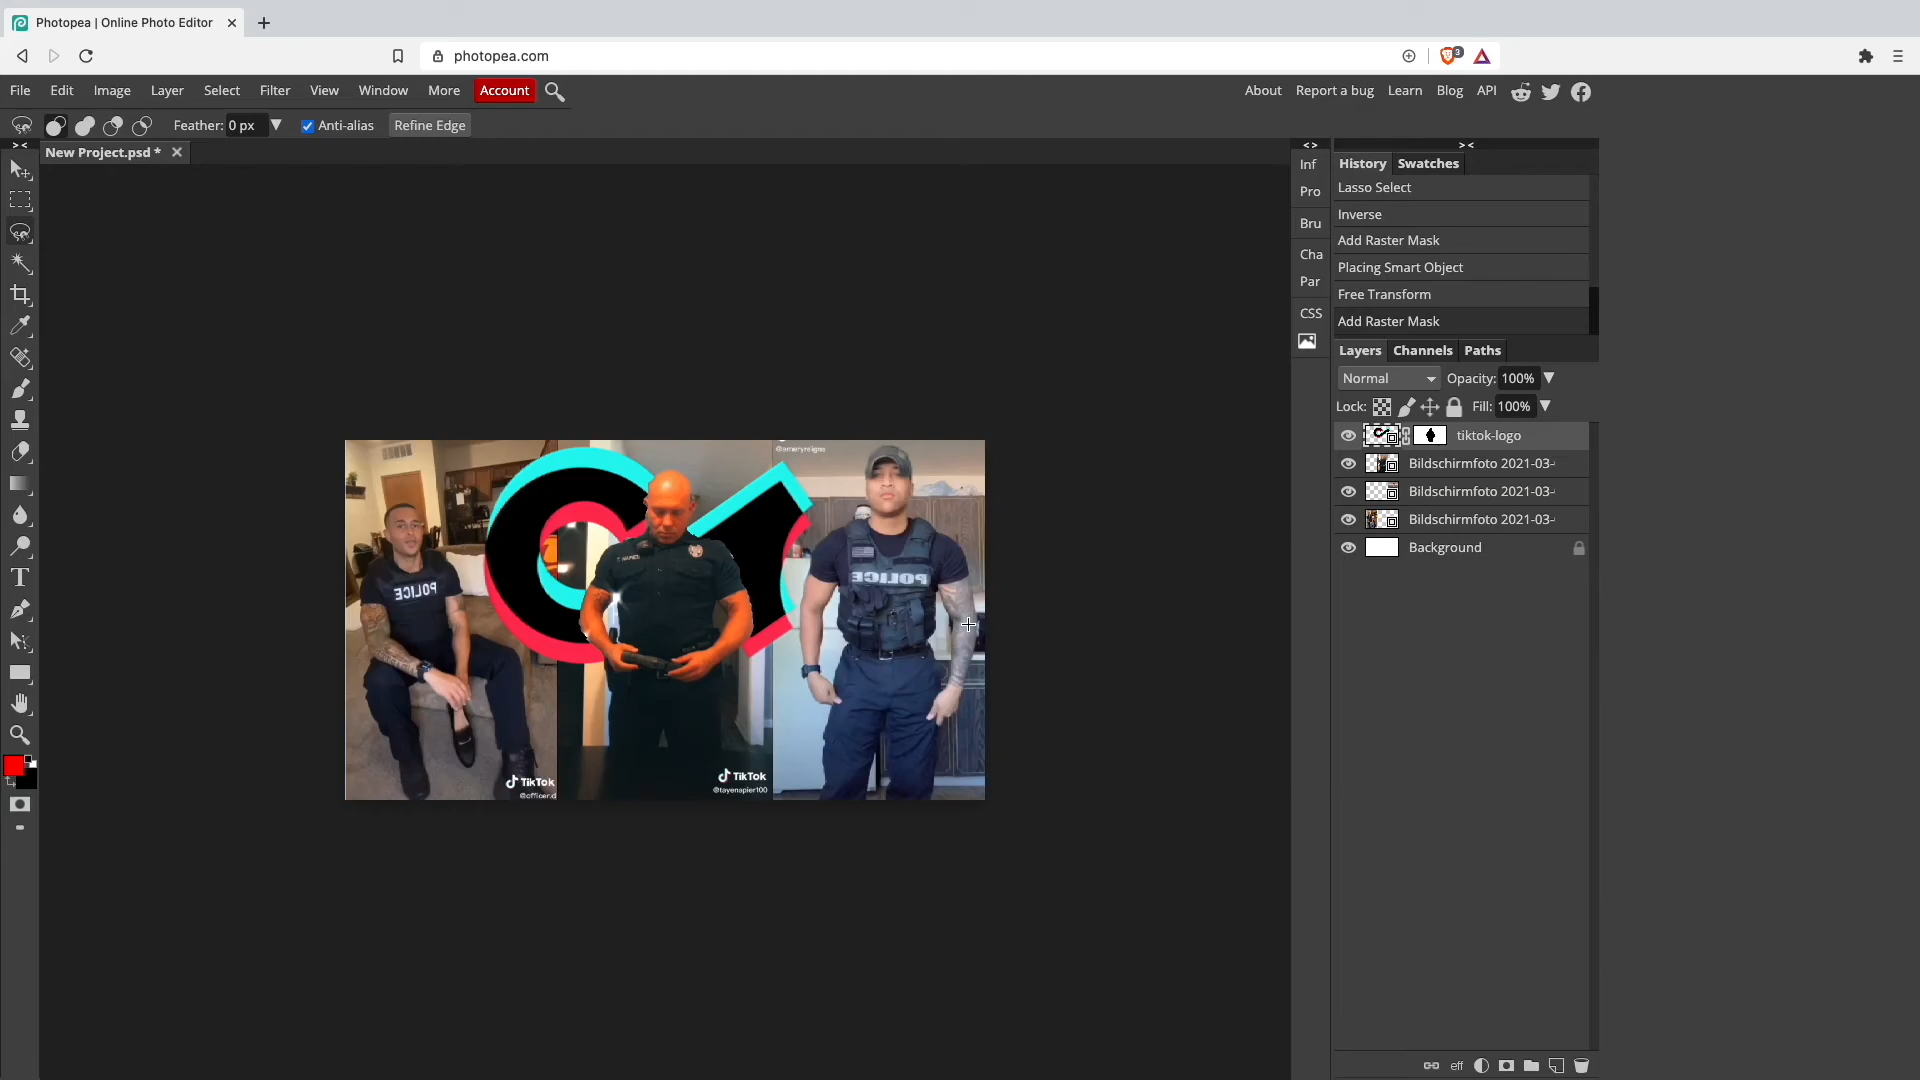 Photopea | Online Photo Editor
photopea.com
3
File Edit Image Layer Select Filter View Window More Account
About Report a bug Learn Blog API
Feather: 0 px Anti-alias Refine Edge
New Project.psd *
Inf
Pro
Bru
Cha
Par
CSS
History Swatches
Lasso Select
Inverse
Add Raster Mask
Placing Smart Object
Free Transform
Add Raster Mask
Layers Channels Paths
Normal Opacity: 100%
Lock: Fill: 100%
tiktok-logo
Bildschirmfoto 2021-03-
Bildschirmfoto 2021-03-
Bildschirmfoto 2021-03-
Background
eff
@emeryreigns
POLICE
POLICE
TikTok
@officer.d
TikTok
@tayenapier100